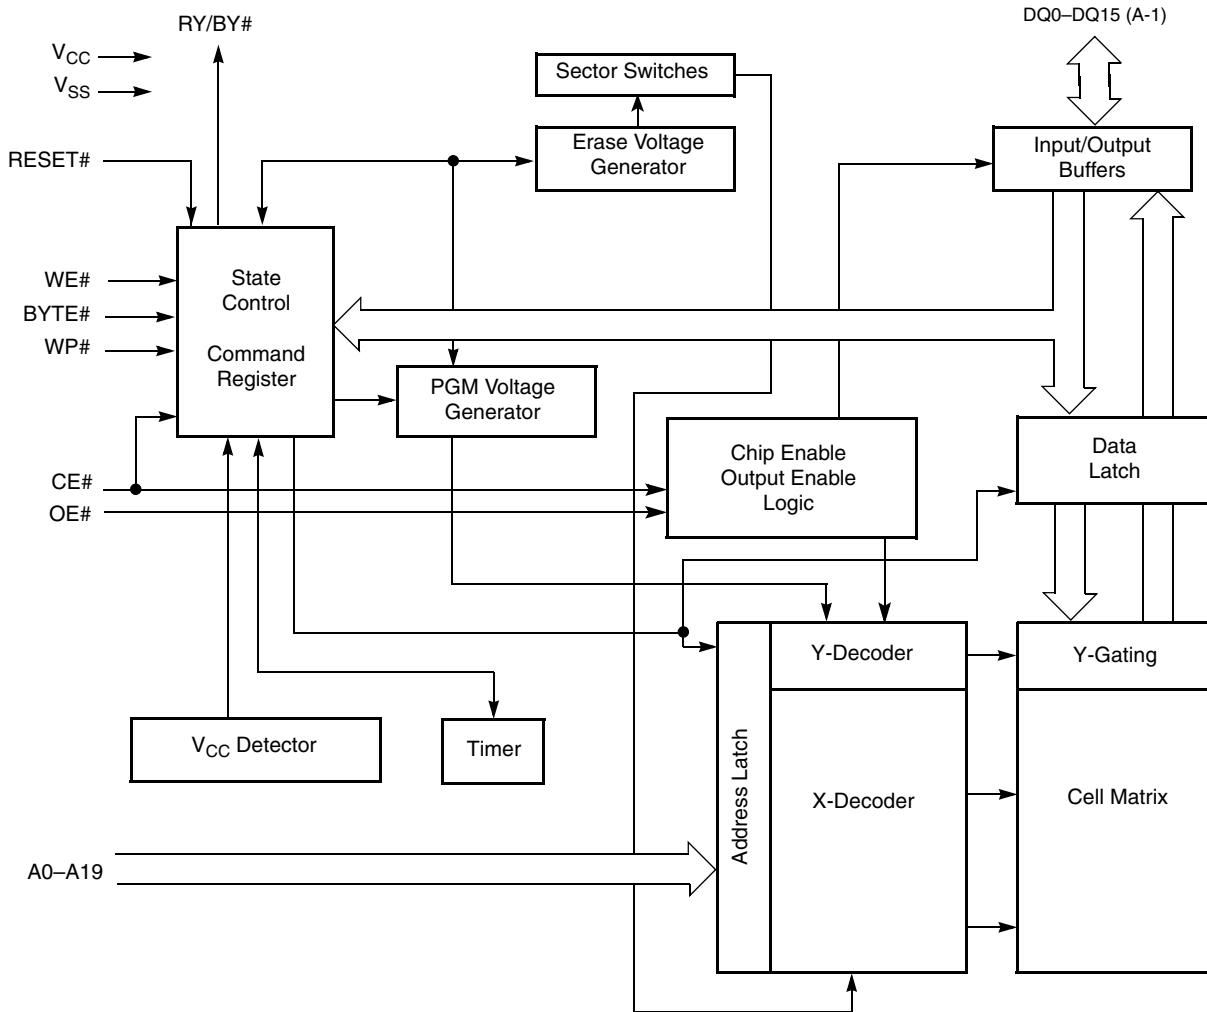 RY/BY#
DQ0–DQ15 (A-1)
VCC
VSS
Sector Switches
RESET#
Erase Voltage
Generator
Input/Output
Buffers
WE#
BYTE#
WP#
State
Control
Command
Register
PGM Voltage
Generator
CE#
OE#
Chip Enable
Output Enable
Logic
Data
Latch
Y-Decoder
Y-Gating
VCC Detector
Timer
Address Latch
X-Decoder
Cell Matrix
A0–A19